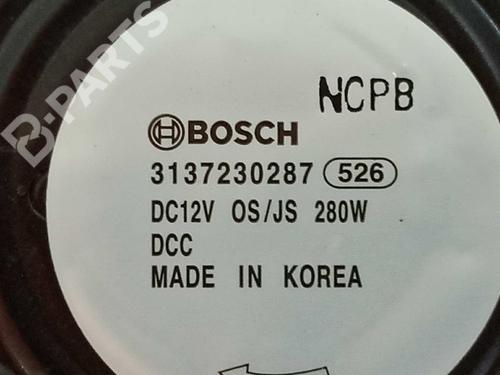 B-PARTS
NCPB
BOSCH
3137230287 526
DC12V OS/JS 280W
DCC
MADE IN KOREA